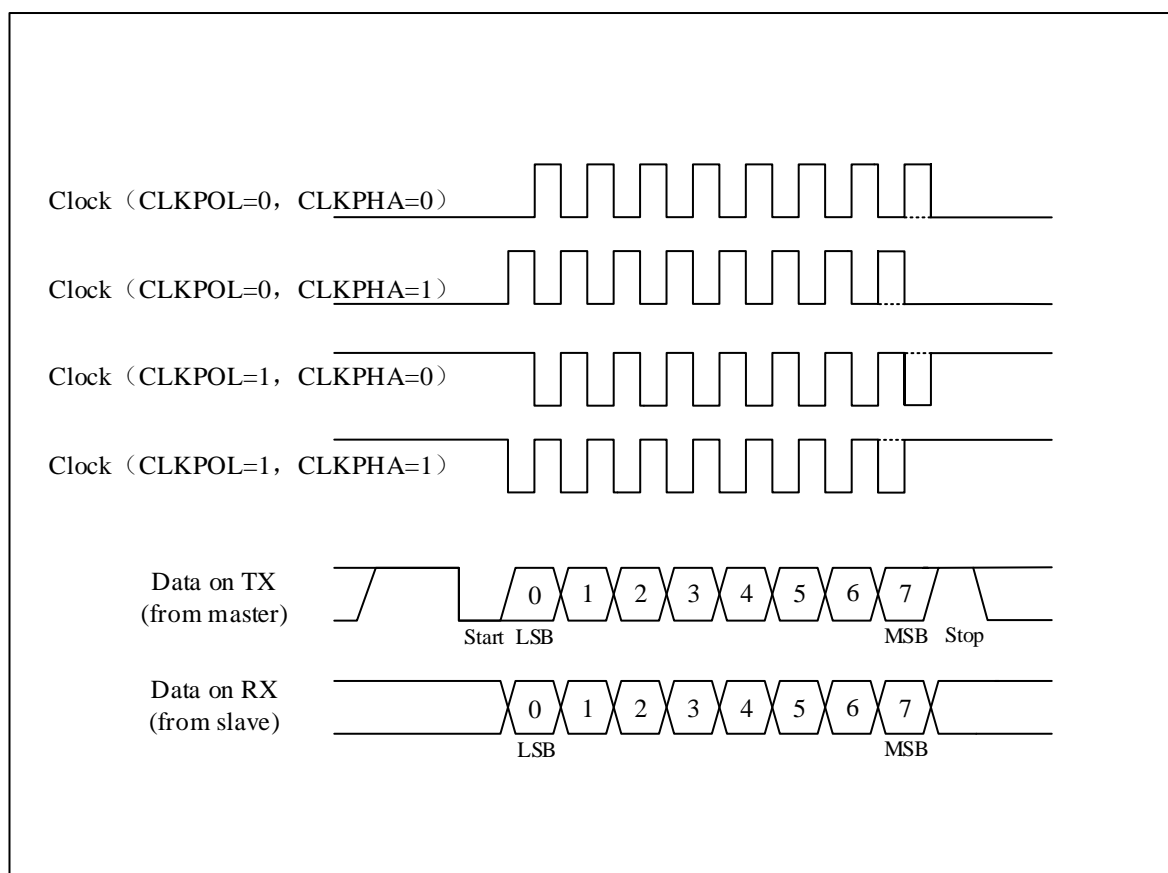 Clock（CLKPOL=0，CLKPHA=0）
Clock（CLKPOL=0，CLKPHA=1）
Clock（CLKPOL=1，CLKPHA=0）
Clock（CLKPOL=1，CLKPHA=1）
Data on TX
(from master)
0 1 2 3 4 5 6 7
Start LSB MSB Stop
Data on RX
(from slave)
0 1 2 3 4 5 6 7
LSB MSB